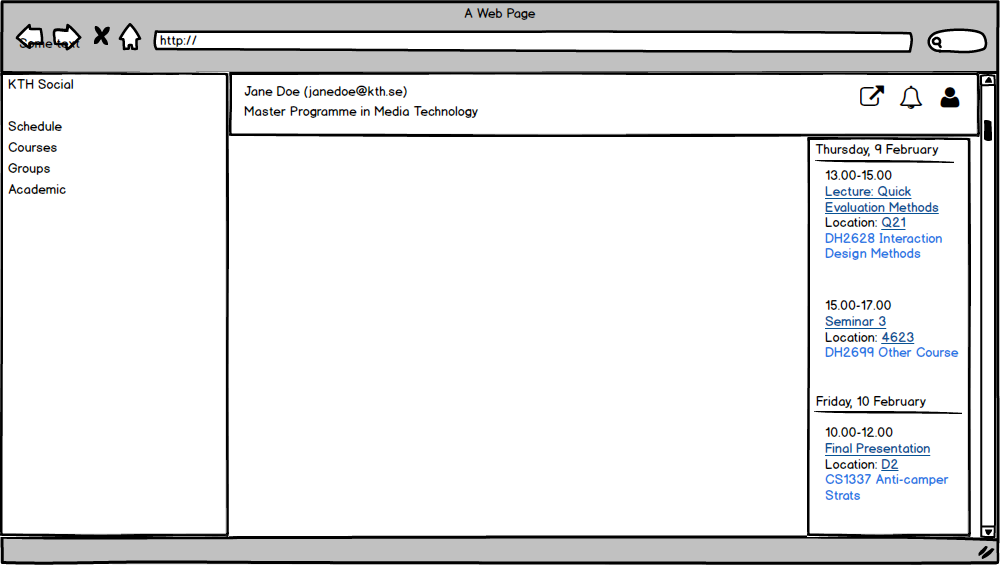 A Web Page
Some text
http://
KTH Social
Schedule
Courses
Groups
Academic
Jane Doe (janedoe@kth.se)
Master Programme in Media Technology
Thursday, 9 February
13.00-15.00
Lecture: Quick
Evaluation Methods
Location: Q21
DH2628 Interaction
Design Methods
15.00-17.00
Seminar 3
Location: 4623
DH2699 Other Course
Friday, 10 February
10.00-12.00
Final Presentation
Location: D2
CS1337 Anti-camper
Strats